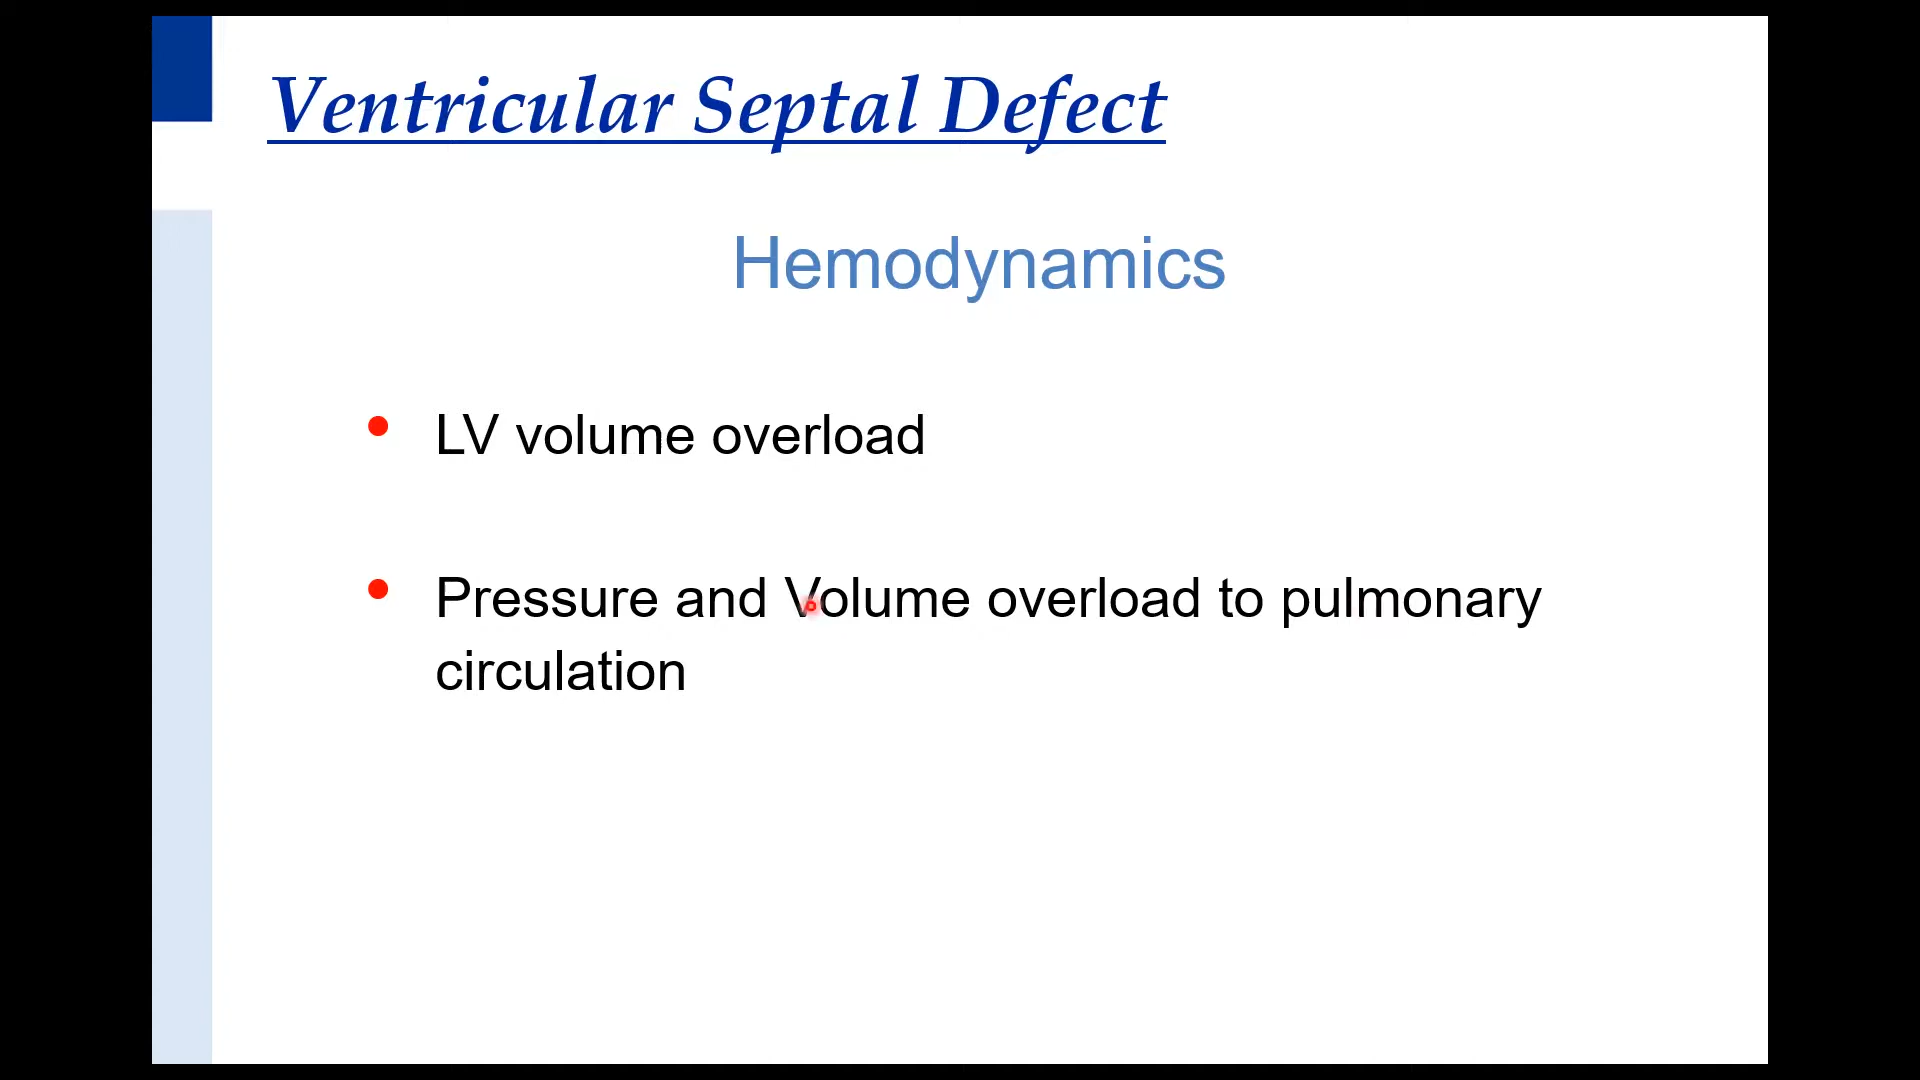 Ventricular Septal Defect
Hemodynamics
• LV volume overload
• Pressure and Volume overload to pulmonary
circulation